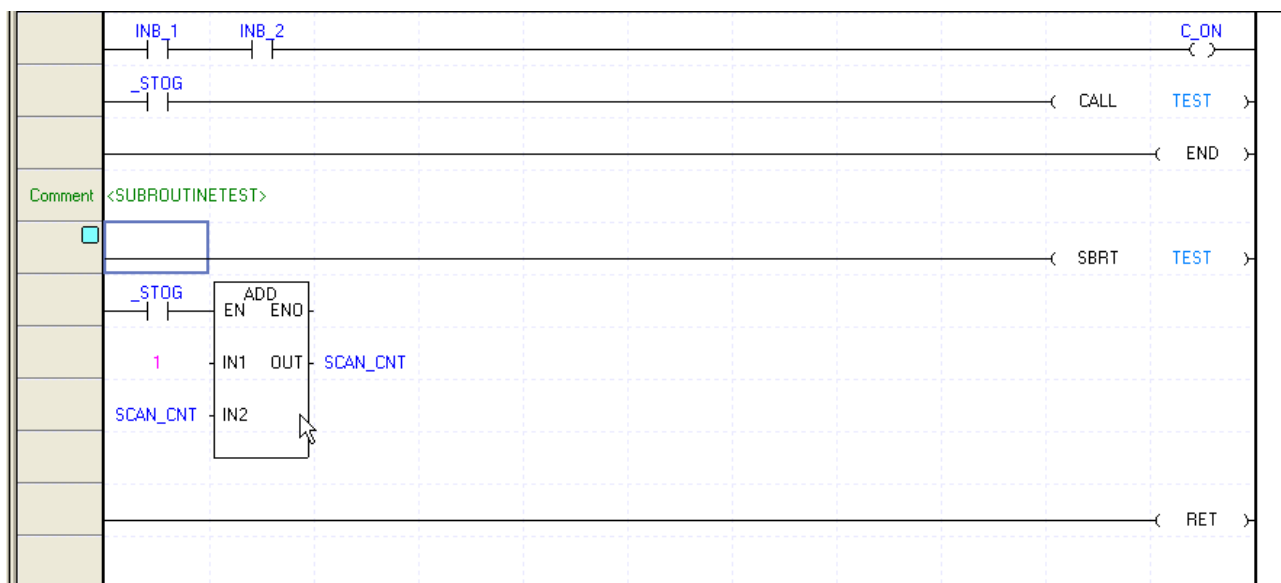 INB_1 INB_2 C_ON
_STOG
CALL TEST
END
Comment <SUBROUTINETEST>
SBRT TEST
_STOG ADD
EN ENO
1 IN1 OUT SCAN_CNT
SCAN_CNT IN2
RET